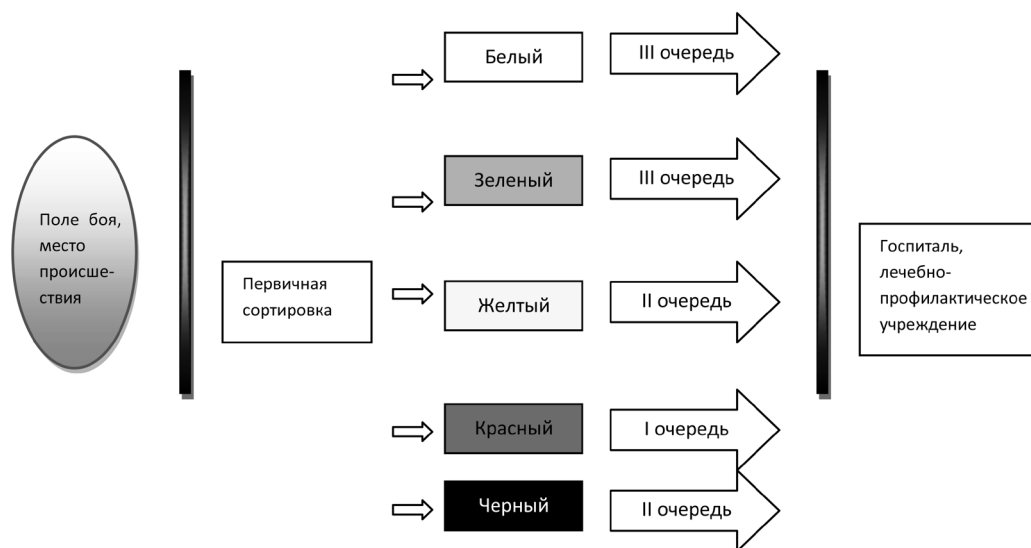 Поле боя,
место
происше-
ствия
Первичная
сортировка
Белый
III очередь
Зеленый
III очередь
Желтый
II очередь
Красный
I очередь
Черный
II очередь
Госпиталь,
лечебно-
профилактическое
учреждение